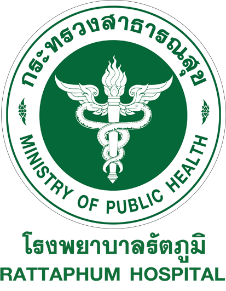 กระทรวงสาธารณสุข
MINISTRY OF PUBLIC HEALTH
โรงพยาบาลรัตภูมิ
RATTAPHUM HOSPITAL